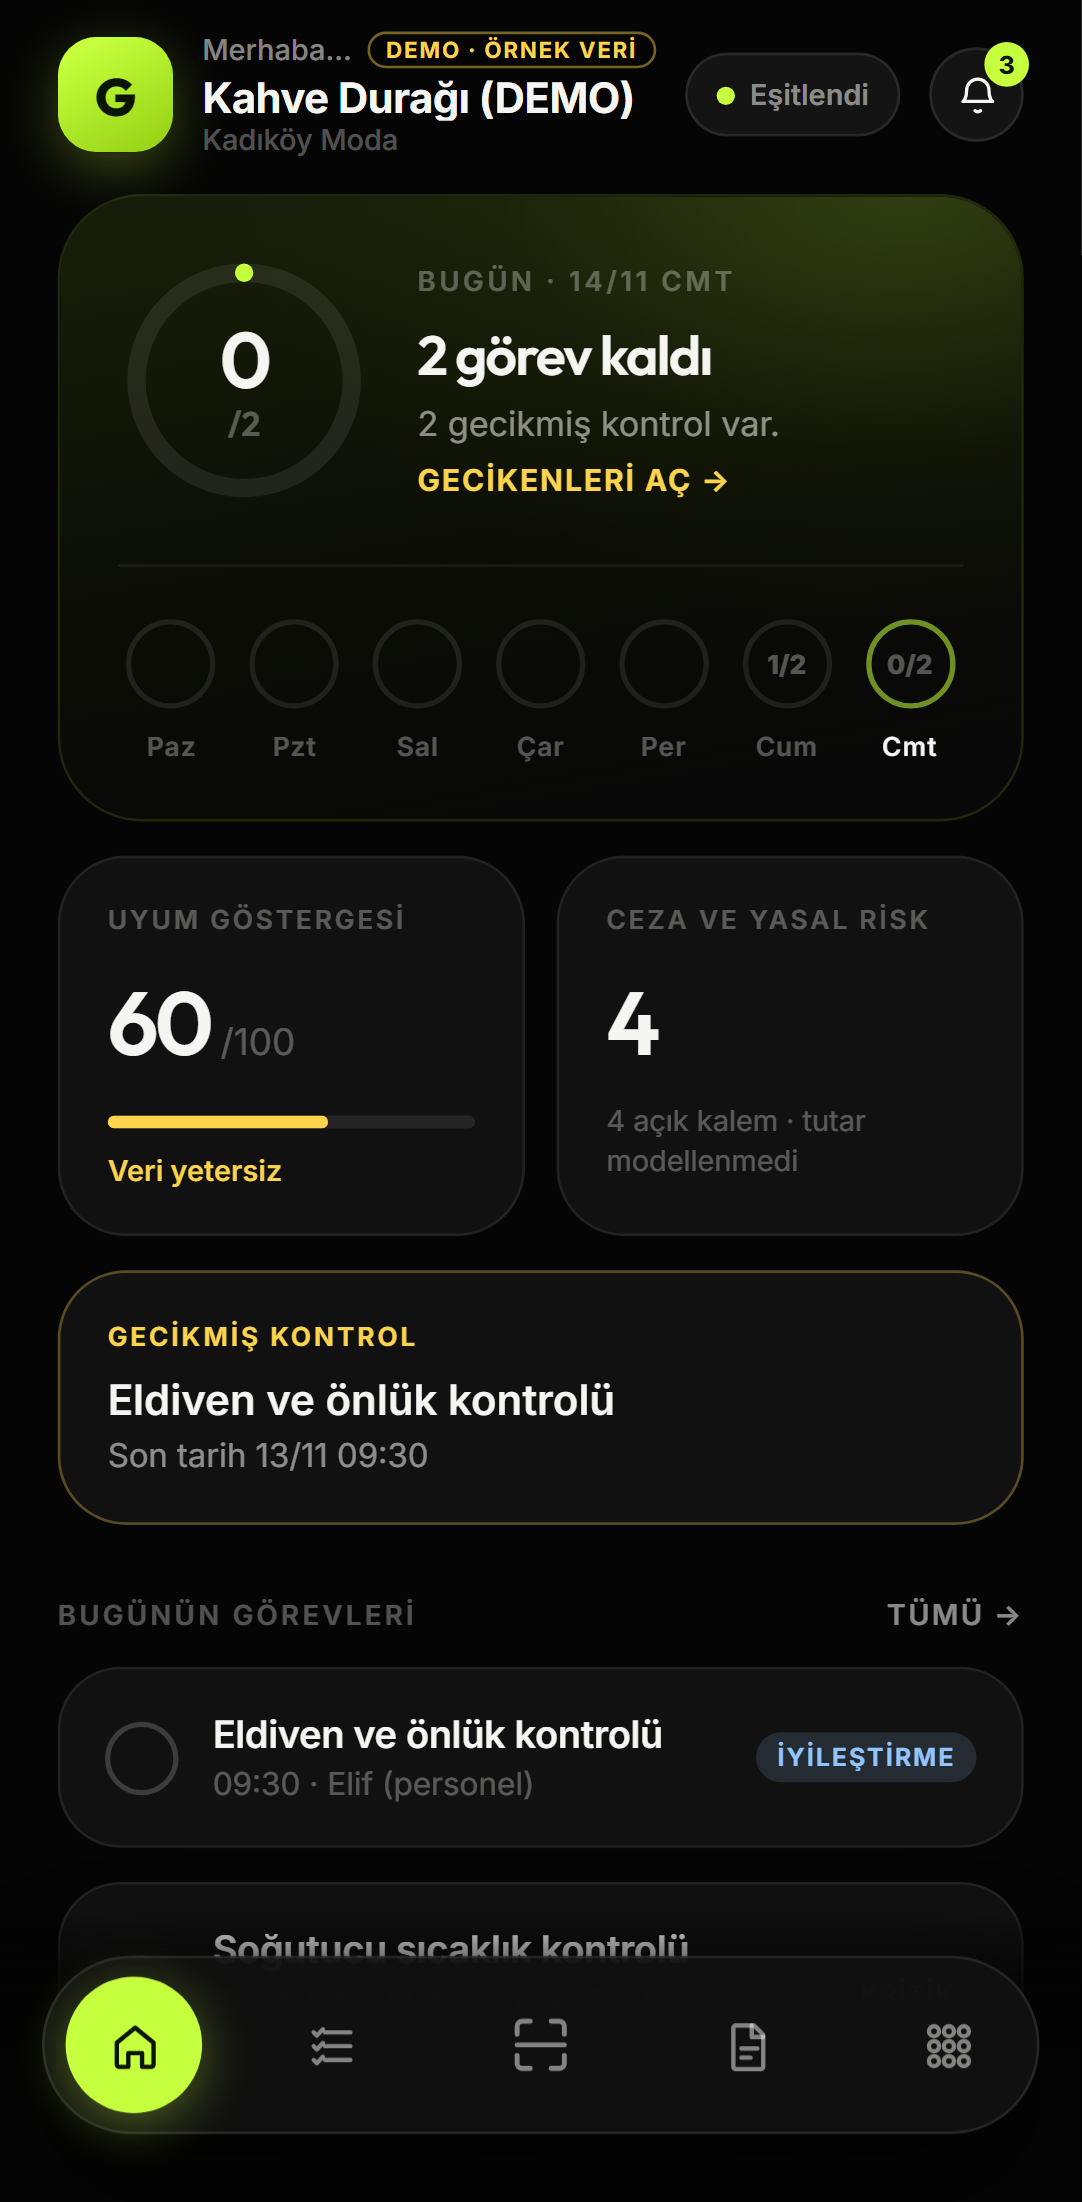 G
Merhaba... DEMO · ÖRNEK VERİ
Kahve Durağı (DEMO)
Kadıköy Moda
Eşitlendi
3
0
/2
BUGÜN · 14/11 CMT
2 görev kaldı
2 gecikmiş kontrol var.
GECİKENLERİ AÇ →
1/2 0/2
Paz Pzt Sal Çar Per Cum Cmt
UYUM GÖSTERGESİ
60 /100
Veri yetersiz
CEZA VE YASAL RİSK
4
4 açık kalem · tutar
modellenmedi
GECİKMİŞ KONTROL
Eldiven ve önlük kontrolü
Son tarih 13/11 09:30
BUGÜNÜN GÖREVLERİ TÜMÜ →
Eldiven ve önlük kontrolü
09:30 · Elif (personel)
İYİLEŞTİRME
Soğutucu sıcaklık kontrolü